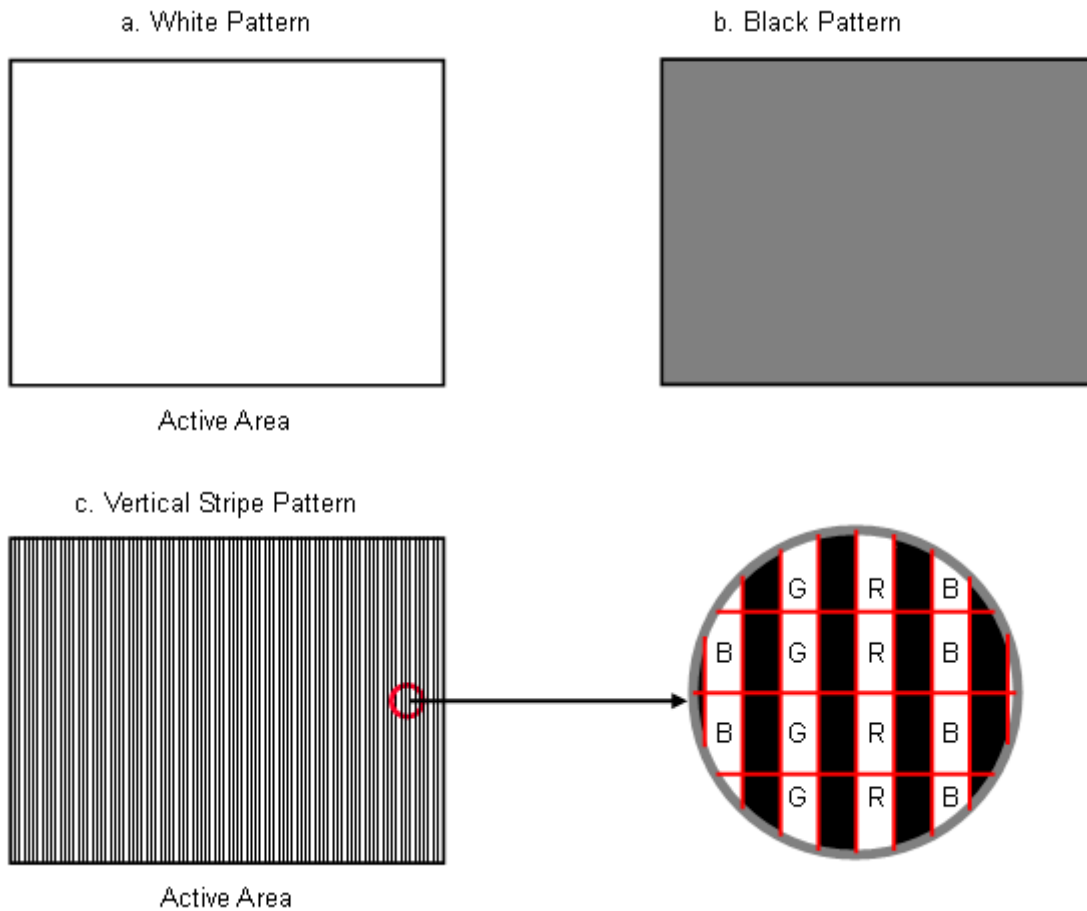 a. White Pattern
b. Black Pattern
Active Area
c. Vertical Stripe Pattern
G R B
B G R B
B G R B
G R B
Active Area